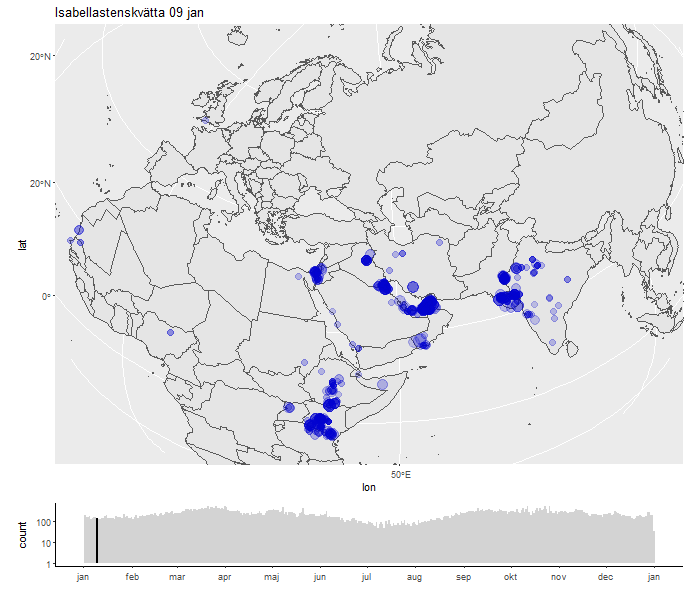 Isabellastenskvätta 09 jan
20°N
20°N
0°
lat
50°E
lon
count
100
10
1
jan feb mar apr maj jun jul aug sep okt nov dec jan